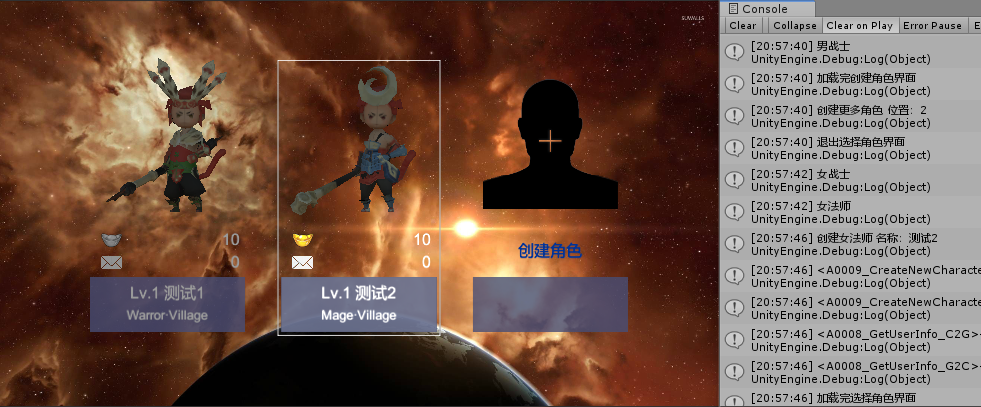 SUWALLS
10
0
Lv.1 测试1
Warror·Village
10
0
Lv.1 测试2
Mage·Village
创建角色
Console
Clear
Collapse
Clear on Play
Error Pause
E
[20:57:40] 男战士
UnityEngine.Debug:Log(Object)
[20:57:40] 加载完创建角色界面
UnityEngine.Debug:Log(Object)
[20:57:40] 创建更多角色 位置: 2
UnityEngine.Debug:Log(Object)
[20:57:40] 退出选择角色界面
UnityEngine.Debug:Log(Object)
[20:57:42] 女战士
UnityEngine.Debug:Log(Object)
[20:57:42] 女法师
UnityEngine.Debug:Log(Object)
[20:57:46] 创建女法师 名称: 测试2
UnityEngine.Debug:Log(Object)
[20:57:46] <A0009_CreateNewCharacte
UnityEngine.Debug:Log(Object)
[20:57:46] <A0009_CreateNewCharacte
UnityEngine.Debug:Log(Object)
[20:57:46] <A0008_GetUserInfo_C2G>
UnityEngine.Debug:Log(Object)
[20:57:46] <A0008_GetUserInfo_G2C>
UnityEngine.Debug:Log(Object)
[20:57:46] 加载完选择角色界面